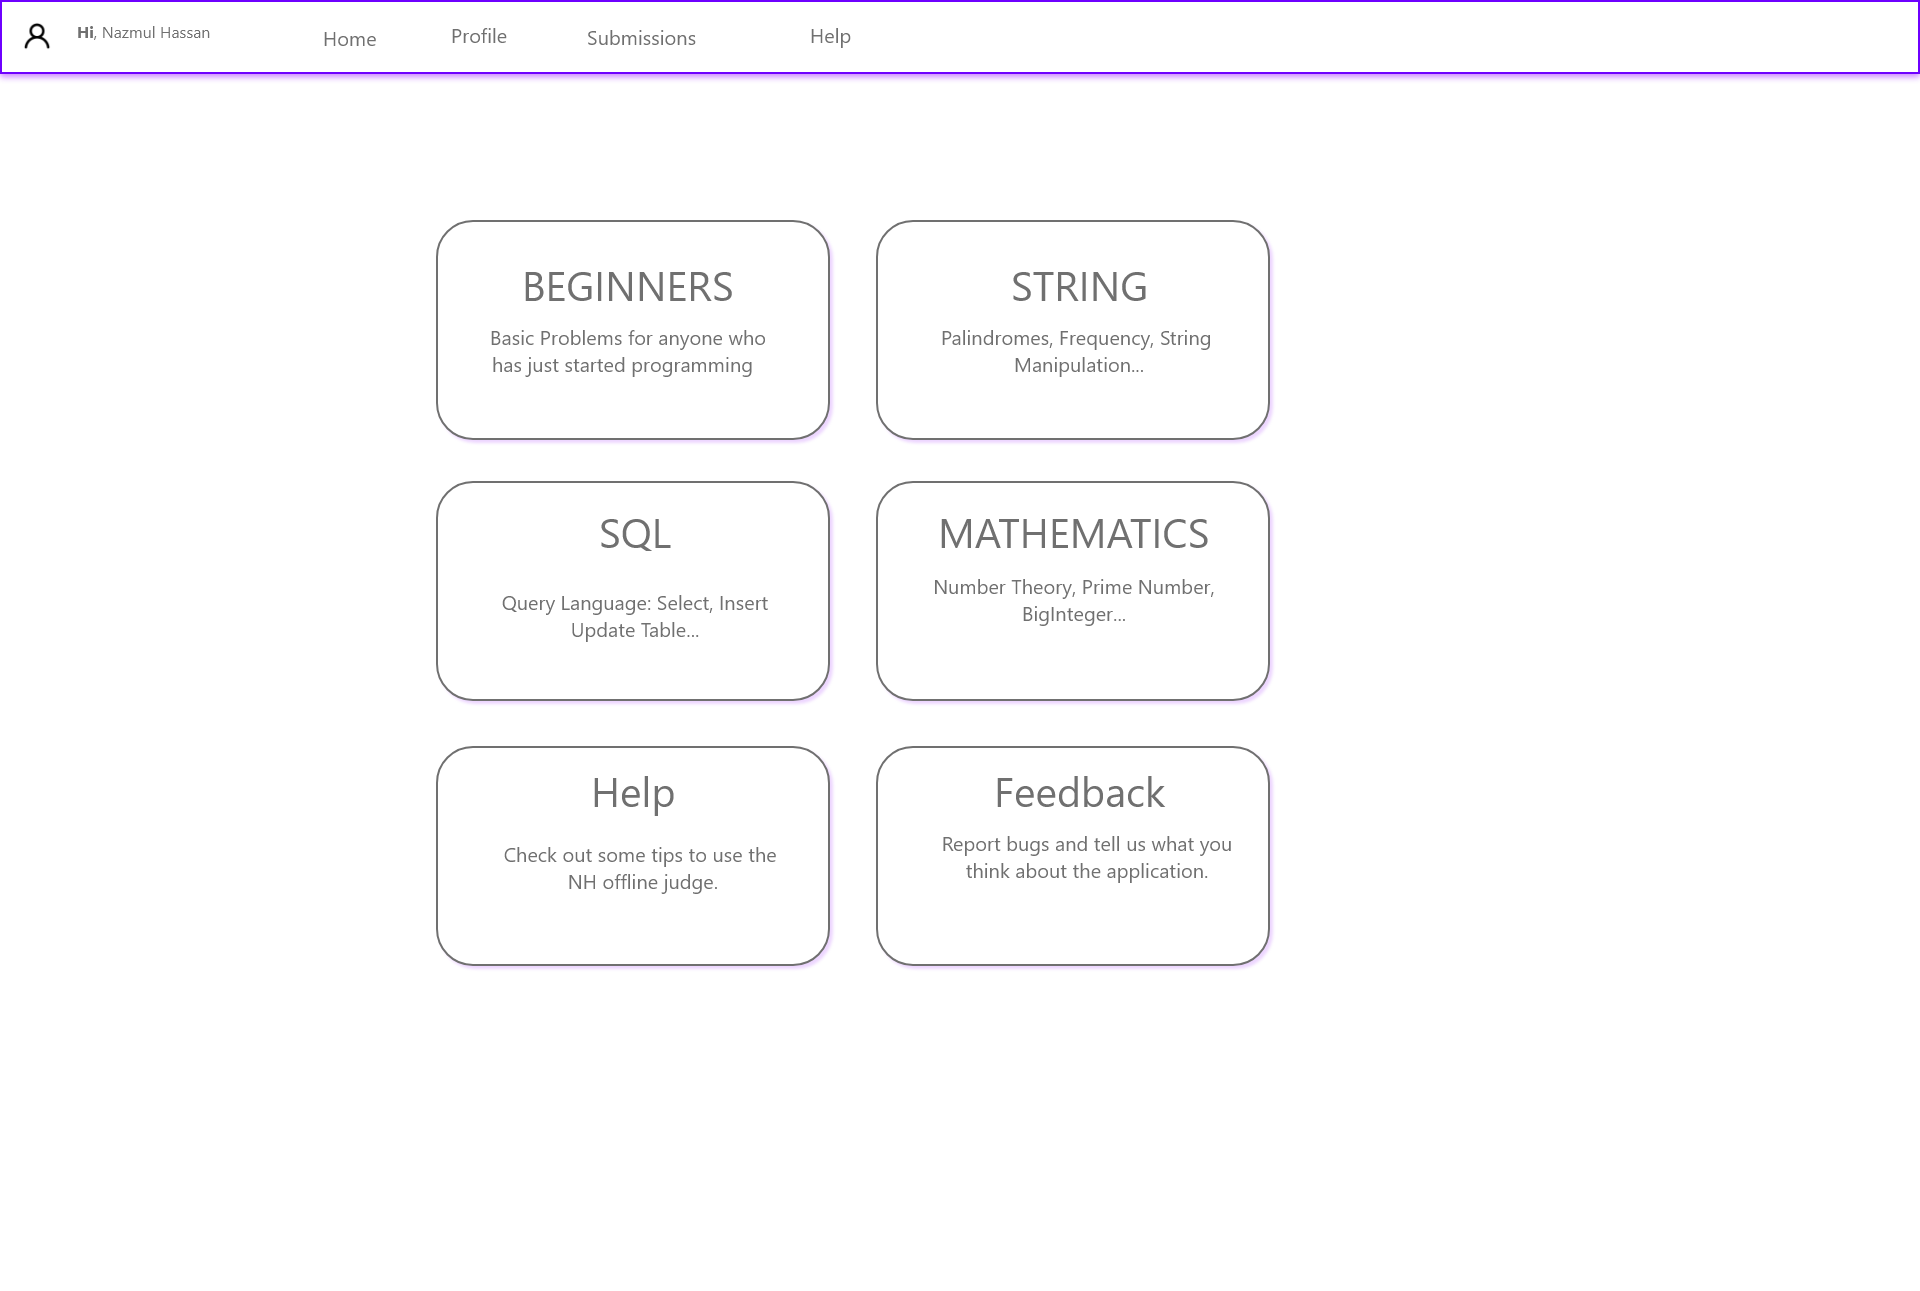 Hi, Nazmul Hassan
Home
Profile
Submissions
Help
BEGINNERS
Basic Problems for anyone who
has just started programming
STRING
Palindromes, Frequency, String
Manipulation...
SQL
Query Language: Select, Insert
Update Table...
MATHEMATICS
Number Theory, Prime Number,
BigInteger...
Help
Check out some tips to use the
NH offline judge.
Feedback
Report bugs and tell us what you
think about the application.